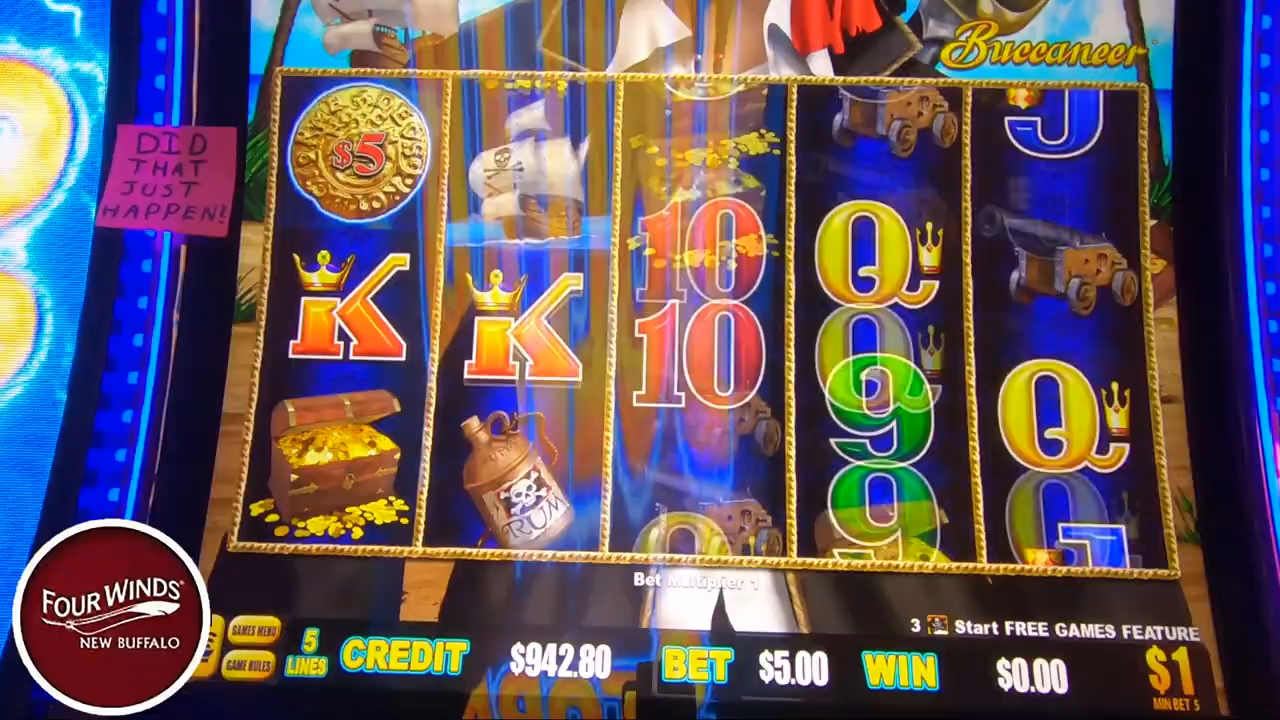 Buccaneer
DID
THAT
JUST
HAPPEN!
$5
J
10
Q
K
K
10
9
Q
RUM
9
Bet Multiplier 1
3 Start FREE GAMES FEATURE
FOUR WINDS®
NEW BUFFALO
GAMES MENU
GAME RULES
5
LINES
CREDIT
$942.80
BET
$5.00
WIN
$0.00
$1
MIN BET 5